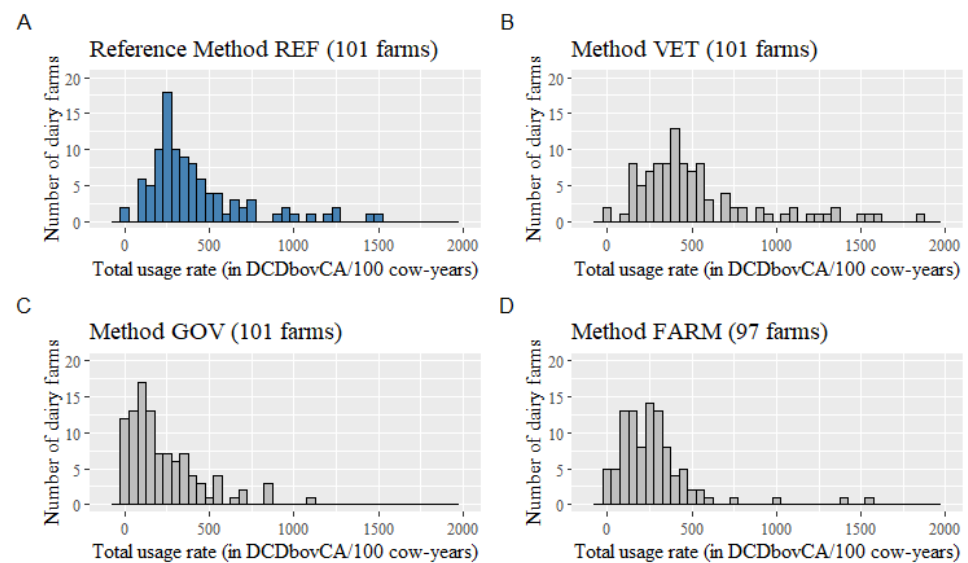 A
Reference Method REF (101 farms)
Number of dairy farms
20
15
10
5
0
0 500 1000 1500 2000
Total usage rate (in DCDbovCA/100 cow-years)
B
Method VET (101 farms)
Number of dairy farms
20
15
10
5
0
0 500 1000 1500 2000
Total usage rate (in DCDbovCA/100 cow-years)
C
Method GOV (101 farms)
Number of dairy farms
20
15
10
5
0
0 500 1000 1500 2000
Total usage rate (in DCDbovCA/100 cow-years)
D
Method FARM (97 farms)
Number of dairy farms
20
15
10
5
0
0 500 1000 1500 2000
Total usage rate (in DCDbovCA/100 cow-years)